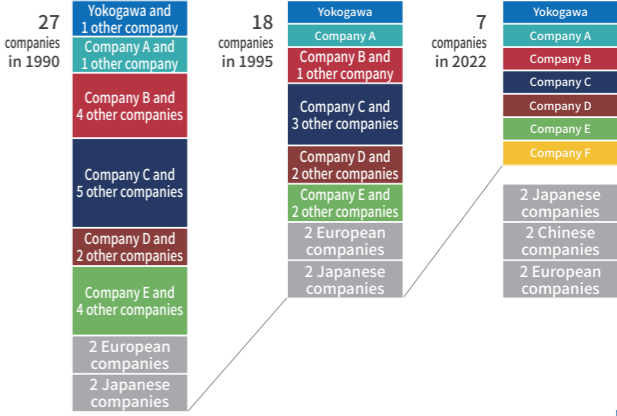 27
companies
in 1990
Yokogawa and
1 other company
Company A and
1 other company
Company B and
4 other companies
Company C and
5 other companies
Company D and
2 other companies
Company E and
4 other companies
2 European
companies
2 Japanese
companies
18
companies
in 1995
Yokogawa
Company A
Company B and
1 other company
Company C and
3 other companies
Company D and
2 other companies
Company E and
2 other companies
2 European
companies
2 Japanese
companies
7
companies
in 2022
Yokogawa
Company A
Company B
Company C
Company D
Company E
Company F
2 Japanese
companies
2 Chinese
companies
2 European
companies